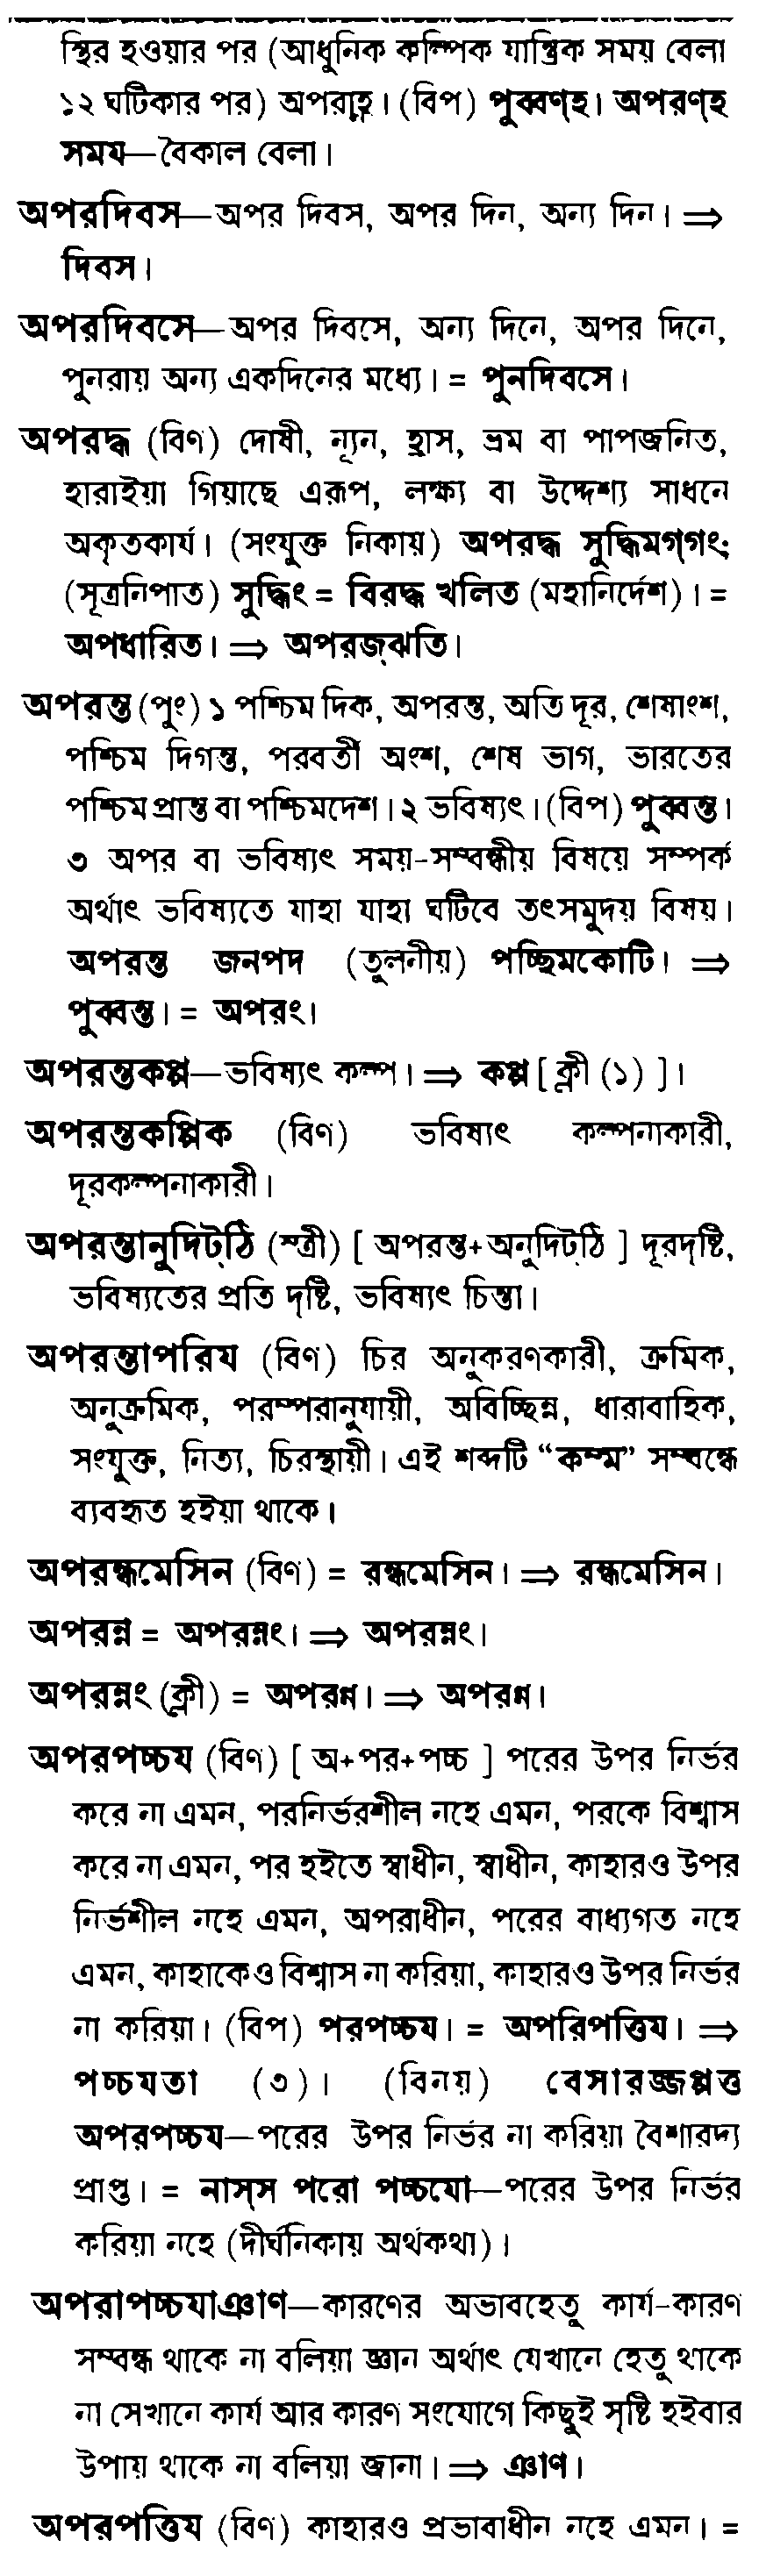 স্থির হওয়ার পর (আধুনিক কল্পিক যান্ত্রিক সময় বেলা
১২ ঘটিকার পর) অপরাহ্ণ। (বিপ) পুব্বণ্হ। অপরণ্হ
সময—বৈকাল বেলা।
অপরদিবস—অপর দিবস, অপর দিন, অন্য দিন। ⇒
দিবস।
অপরদিবসে—অপর দিবসে, অন্য দিনে, অপর দিনে,
পুনরায় অন্য একদিনের মধ্যে। = পুনদিবসে।
অপরদ্ধ (বিণ) দোষী, ন্যূন, হ্রাস, ভ্রম বা পাপজনিত,
হারাইয়া গিয়াছে এরূপ, লক্ষ্য বা উদ্দেশ্য সাধনে
অকৃতকার্য। (সংযুক্ত নিকায়) অপরদ্ধ সুদ্ধিমগ্গং;
(সূত্রনিপাত) সুদ্ধিং = বিরদ্ধ খলিত (মহানির্দেশ)। =
অপধারিত। ⇒ অপরজ্ঝতি।
অপরন্ত (পুং) ১ পশ্চিম দিক, অপরন্ত, অতি দূর, শেষাংশ,
পশ্চিম দিগন্ত, পরবর্তী অংশ, শেষ ভাগ, ভারতের
পশ্চিম প্রান্ত বা পশ্চিমদেশ। ২ ভবিষ্যৎ। (বিপ) পুব্বন্ত।
৩ অপর বা ভবিষ্যৎ সময়-সম্বন্ধীয় বিষয়ে সম্পর্ক
অর্থাৎ ভবিষ্যতে যাহা যাহা ঘটিবে তৎসমুদয় বিষয়।
অপরন্ত জনপদ (তুলনীয়) পচ্ছিমকোটি। ⇒
পুব্বন্ত। = অপরং।
অপরন্তকপ্প—ভবিষ্যৎ কল্প। ⇒ কপ্প [ ক্লী (১) ]।
অপরন্তকপ্পিক (বিণ) ভবিষ্যৎ কল্পনাকারী,
দূরকল্পনাকারী।
অপরন্তানুদিট্ঠি (স্ত্রী) [ অপরন্ত+অনুদিট্ঠি ] দূরদৃষ্টি,
ভবিষ্যতের প্রতি দৃষ্টি, ভবিষ্যৎ চিন্তা।
অপরন্তাপরিয (বিণ) চির অনুকরণকারী, ক্রমিক,
অনুক্রমিক, পরম্পরানুযায়ী, অবিচ্ছিন্ন, ধারাবাহিক,
সংযুক্ত, নিত্য, চিরস্থায়ী। এই শব্দটি “কম্ম” সম্বন্ধে
ব্যবহৃত হইয়া থাকে।
অপরন্ধমেসিন (বিণ) = রন্ধমেসিন। ⇒ রন্ধমেসিন।
অপরন্ন = অপরন্নং। ⇒ অপরন্নং।
অপরন্নং (ক্লী) = অপরণ্ন। ⇒ অপরণ্ন।
অপরপচ্চয (বিণ) [ অ+পর+পচ্চ ] পরের উপর নির্ভর
করে না এমন, পরনির্ভরশীল নহে এমন, পরকে বিশ্বাস
করে না এমন, পর হইতে স্বাধীন, স্বাধীন, কাহারও উপর
নির্ভশীল নহে এমন, অপরাধীন, পরের বাধ্যগত নহে
এমন, কাহাকেও বিশ্বাস না করিয়া, কাহারও উপর নির্ভর
না করিয়া। (বিপ) পরপচ্চয। = অপরিপত্তিয। ⇒
পচ্চযতা (৩)। (বিনয়) বেসারজ্জপ্পত্ত
অপরপচ্চয—পরের উপর নির্ভর না করিয়া বৈশারদ্য
প্রাপ্ত। = নাস্স পরো পচ্চযো—পরের উপর নির্ভর
করিয়া নহে (দীর্ঘনিকায় অর্থকথা)।
অপরাপচ্চযাঞাণ—কারণের অভাবহেতু কার্য-কারণ
সম্বন্ধ থাকে না বলিয়া জ্ঞান অর্থাৎ যেখানে হেতু থাকে
না সেখানে কার্য আর কারণ সংযোগে কিছুই সৃষ্টি হইবার
উপায় থাকে না বলিয়া জানা। ⇒ ঞাণ।
অপরপত্তিয (বিণ) কাহারও প্রভাবাধীন নহে এমন। =